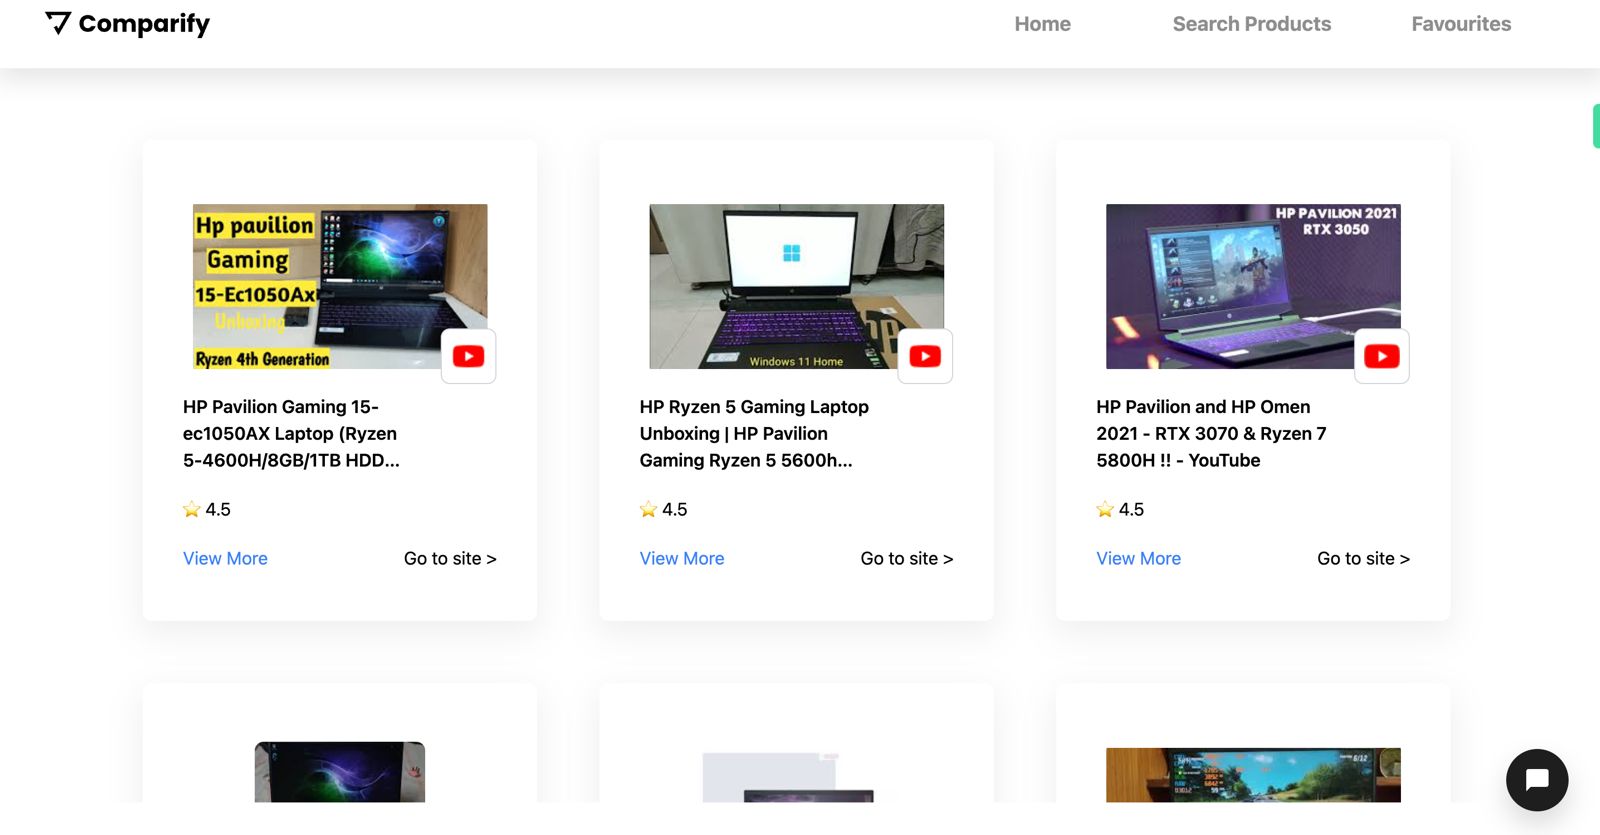 Comparify
Home
Search Products
Favourites
Hp pavilion
Gaming
15-Ec1050Ax
Unboxing
Ryzen 4th Generation
Windows 11 Home
HP PAVILION 2021
RTX 3050
HP Pavilion Gaming 15-
ec1050AX Laptop (Ryzen
5-4600H/8GB/1TB HDD...
HP Ryzen 5 Gaming Laptop
Unboxing | HP Pavilion
Gaming Ryzen 5 5600h...
HP Pavilion and HP Omen
2021 - RTX 3070 & Ryzen 7
5800H !! - YouTube
4.5
4.5
4.5
View More
Go to site >
View More
Go to site >
View More
Go to site >
6/12